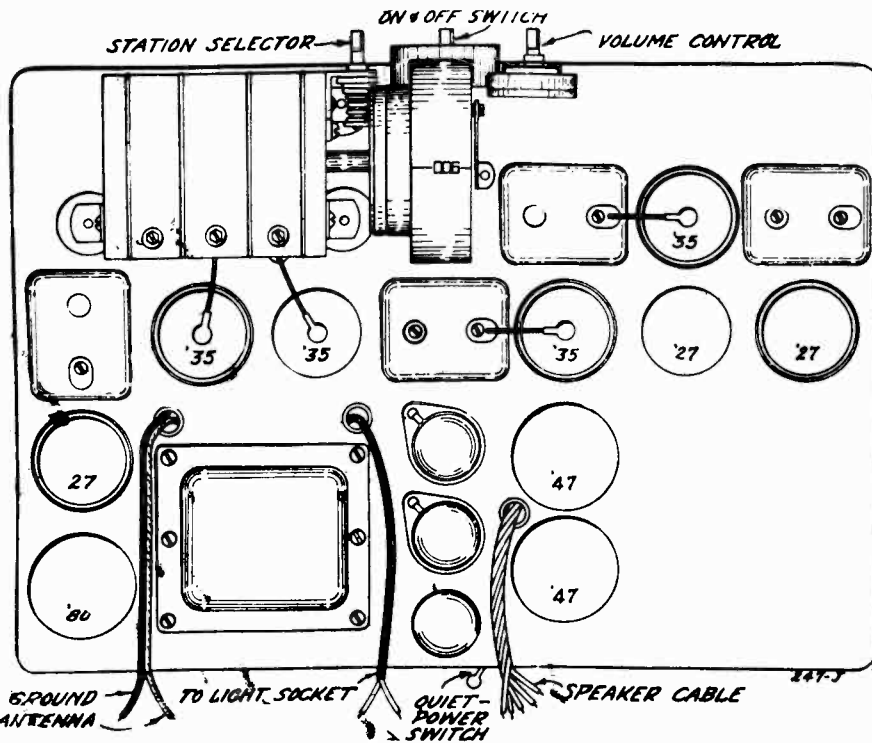 ON & OFF SWITCH
STATION SELECTOR
VOLUME CONTROL
'35
'35
'35
'35
'27
'27
27
'47
'80
'47
GROUND
ANTENNA
TO LIGHT SOCKET
QUIET-
POWER
SWITCH
SPEAKER CABLE